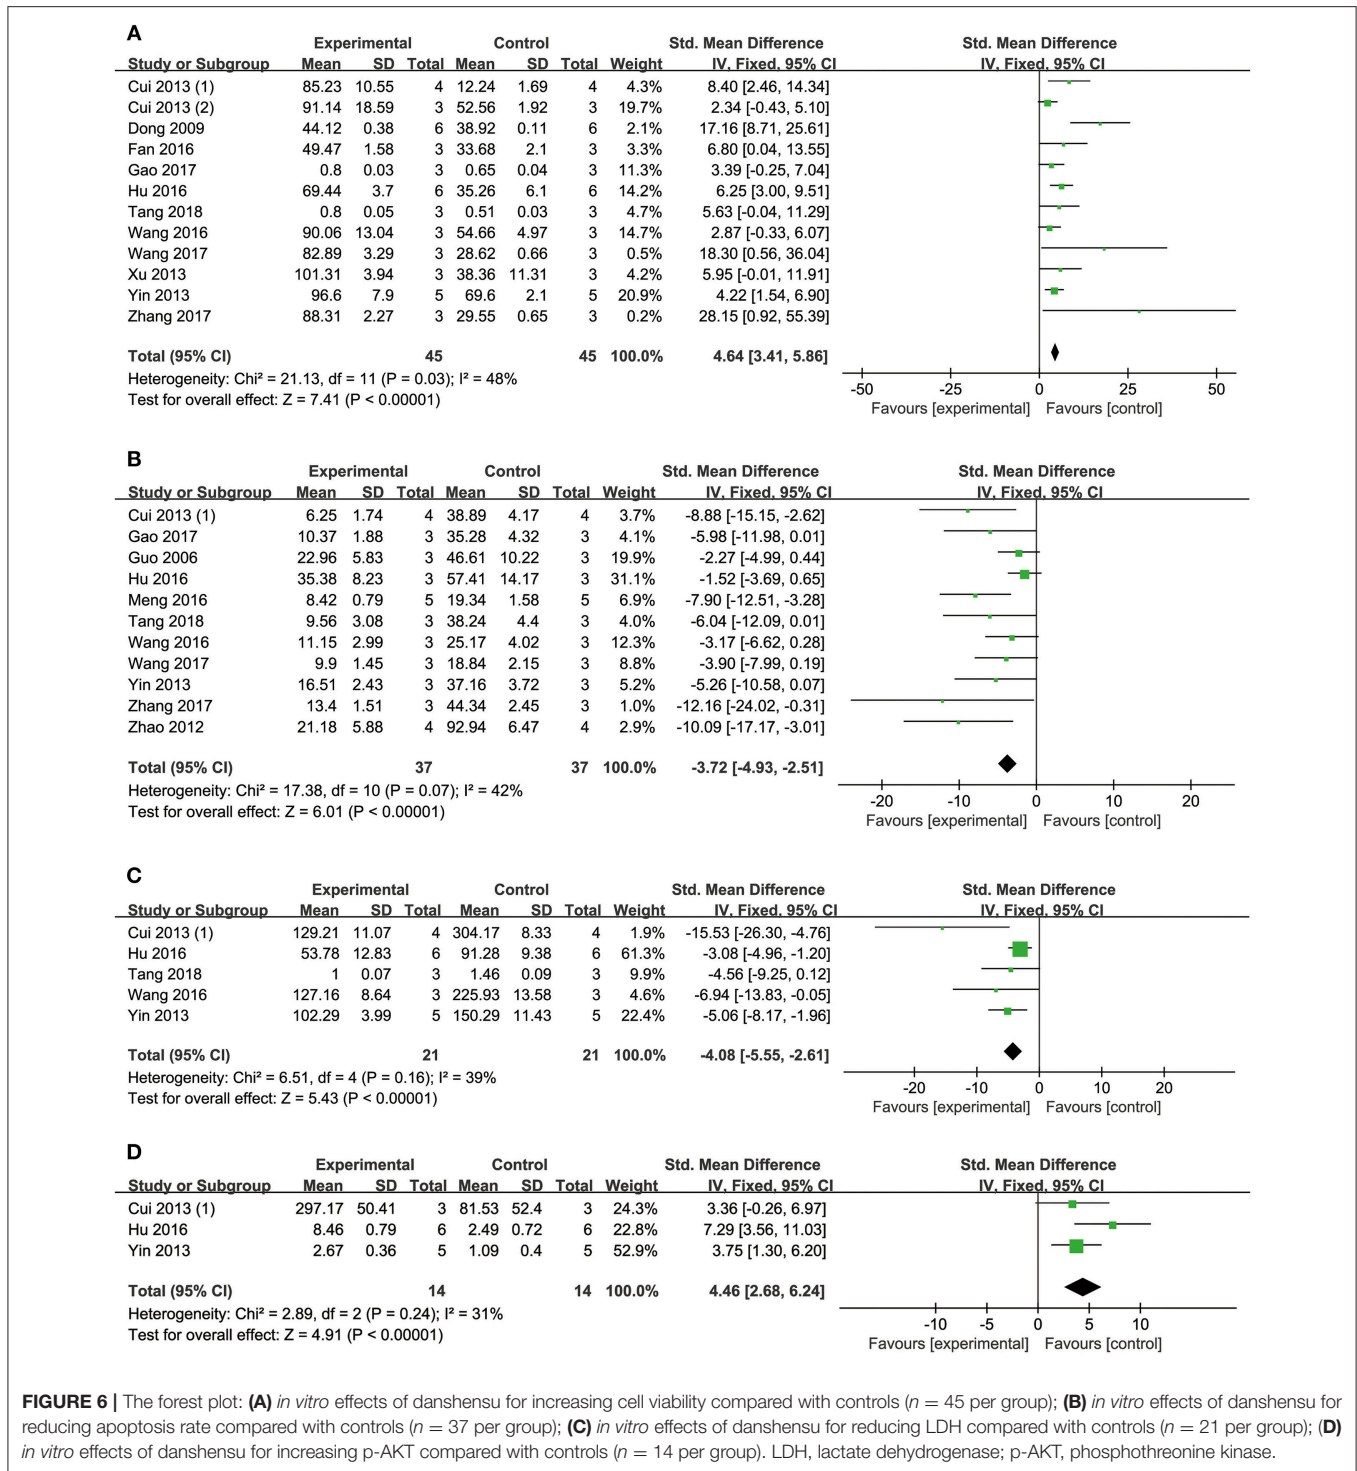 A
Experimental Control Std. Mean Difference Std. Mean Difference
Study or Subgroup Mean SD Total Mean SD Total Weight IV, Fixed, 95% CI IV, Fixed, 95% CI
Cui 2013 (1) 85.23 10.55 4 12.24 1.69 4 4.3% 8.40 [2.46, 14.34]
Cui 2013 (2) 91.14 18.59 3 52.56 1.92 3 19.7% 2.34 [-0.43, 5.10]
Dong 2009 44.12 0.38 6 38.92 0.11 6 2.1% 17.16 [8.71, 25.61]
Fan 2016 49.47 1.58 3 33.68 2.1 3 3.3% 6.80 [0.04, 13.55]
Gao 2017 0.8 0.03 3 0.65 0.04 3 11.3% 3.39 [-0.25, 7.04]
Hu 2016 69.44 3.7 6 35.26 6.1 6 14.2% 6.25 [3.00, 9.51]
Tang 2018 0.8 0.05 3 0.51 0.03 3 4.7% 5.63 [-0.04, 11.29]
Wang 2016 90.06 13.04 3 54.66 4.97 3 14.7% 2.87 [-0.33, 6.07]
Wang 2017 82.89 3.29 3 28.62 0.66 3 0.5% 18.30 [0.56, 36.04]
Xu 2013 101.31 3.94 3 38.36 11.31 3 4.2% 5.95 [-0.01, 11.91]
Yin 2013 96.6 7.9 5 69.6 2.1 5 20.9% 4.22 [1.54, 6.90]
Zhang 2017 88.31 2.27 3 29.55 0.65 3 0.2% 28.15 [0.92, 55.39]
Total (95% CI) 45 45 100.0% 4.64 [3.41, 5.86]
Heterogeneity: Chi² = 21.13, df = 11 (P = 0.03); I² = 48%
Test for overall effect: Z = 7.41 (P < 0.00001)
-50 -25 0 25 50
Favours [experimental] Favours [control]
B
Experimental Control Std. Mean Difference Std. Mean Difference
Study or Subgroup Mean SD Total Mean SD Total Weight IV, Fixed, 95% CI IV, Fixed, 95% CI
Cui 2013 (1) 6.25 1.74 4 38.89 4.17 4 3.7% -8.88 [-15.15, -2.62]
Gao 2017 10.37 1.88 3 35.28 4.32 3 4.1% -5.98 [-11.98, 0.01]
Guo 2006 22.96 5.83 3 46.61 10.22 3 19.9% -2.27 [-4.99, 0.44]
Hu 2016 35.38 8.23 3 57.41 14.17 3 31.1% -1.52 [-3.69, 0.65]
Meng 2016 8.42 0.79 5 19.34 1.58 5 6.9% -7.90 [-12.51, -3.28]
Tang 2018 9.56 3.08 3 38.24 4.4 3 4.0% -6.04 [-12.09, 0.01]
Wang 2016 11.15 2.99 3 25.17 4.02 3 12.3% -3.17 [-6.62, 0.28]
Wang 2017 9.9 1.45 3 18.84 2.15 3 8.8% -3.90 [-7.99, 0.19]
Yin 2013 16.51 2.43 3 37.16 3.72 3 5.2% -5.26 [-10.58, 0.07]
Zhang 2017 13.4 1.51 3 44.34 2.45 3 1.0% -12.16 [-24.02, -0.31]
Zhao 2012 21.18 5.88 4 92.94 6.47 4 2.9% -10.09 [-17.17, -3.01]
Total (95% CI) 37 37 100.0% -3.72 [-4.93, -2.51]
Heterogeneity: Chi² = 17.38, df = 10 (P = 0.07); I² = 42%
Test for overall effect: Z = 6.01 (P < 0.00001)
-20 -10 0 10 20
Favours [experimental] Favours [control]
C
Experimental Control Std. Mean Difference Std. Mean Difference
Study or Subgroup Mean SD Total Mean SD Total Weight IV, Fixed, 95% CI IV, Fixed, 95% CI
Cui 2013 (1) 129.21 11.07 4 304.17 8.33 4 1.9% -15.53 [-26.30, -4.76]
Hu 2016 53.78 12.83 6 91.28 9.38 6 61.3% -3.08 [-4.96, -1.20]
Tang 2018 1 0.07 3 1.46 0.09 3 9.9% -4.56 [-9.25, 0.12]
Wang 2016 127.16 8.64 3 225.93 13.58 3 4.6% -6.94 [-13.83, -0.05]
Yin 2013 102.29 3.99 5 150.29 11.43 5 22.4% -5.06 [-8.17, -1.96]
Total (95% CI) 21 21 100.0% -4.08 [-5.55, -2.61]
Heterogeneity: Chi² = 6.51, df = 4 (P = 0.16); I² = 39%
Test for overall effect: Z = 5.43 (P < 0.00001)
-20 -10 0 10 20
Favours [experimental] Favours [control]
D
Experimental Control Std. Mean Difference Std. Mean Difference
Study or Subgroup Mean SD Total Mean SD Total Weight IV, Fixed, 95% CI IV, Fixed, 95% CI
Cui 2013 (1) 297.17 50.41 3 81.53 52.4 3 24.3% 3.36 [-0.26, 6.97]
Hu 2016 8.46 0.79 6 2.49 0.72 6 22.8% 7.29 [3.56, 11.03]
Yin 2013 2.67 0.36 5 1.09 0.4 5 52.9% 3.75 [1.30, 6.20]
Total (95% CI) 14 14 100.0% 4.46 [2.68, 6.24]
Heterogeneity: Chi² = 2.89, df = 2 (P = 0.24); I² = 31%
Test for overall effect: Z = 4.91 (P < 0.00001)
-10 -5 0 5 10
Favours [experimental] Favours [control]
FIGURE 6 | The forest plot: (A) in vitro effects of danshensu for increasing cell viability compared with controls (n = 45 per group); (B) in vitro effects of danshensu for
reducing apoptosis rate compared with controls (n = 37 per group); (C) in vitro effects of danshensu for reducing LDH compared with controls (n = 21 per group); (D)
in vitro effects of danshensu for increasing p-AKT compared with controls (n = 14 per group). LDH, lactate dehydrogenase; p-AKT, phosphothreonine kinase.